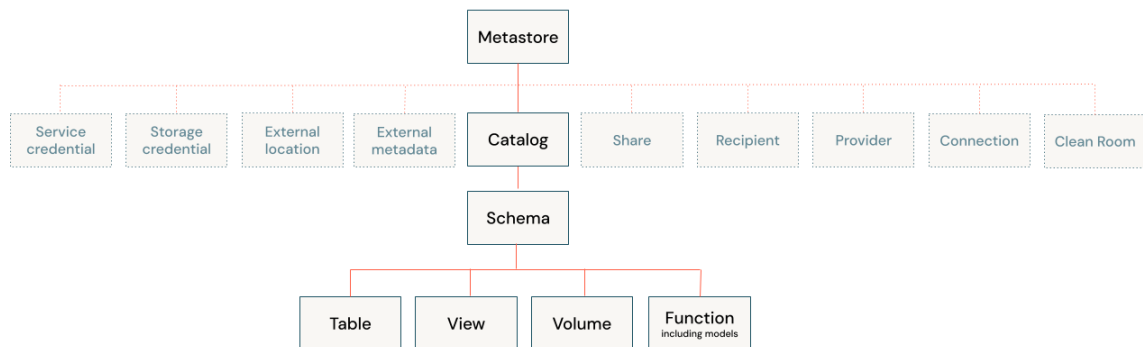 Metastore
Service
credential
Storage
credential
External
location
External
metadata
Catalog
Share
Recipient
Provider
Connection
Clean Room
Schema
Table
View
Volume
Function
including models